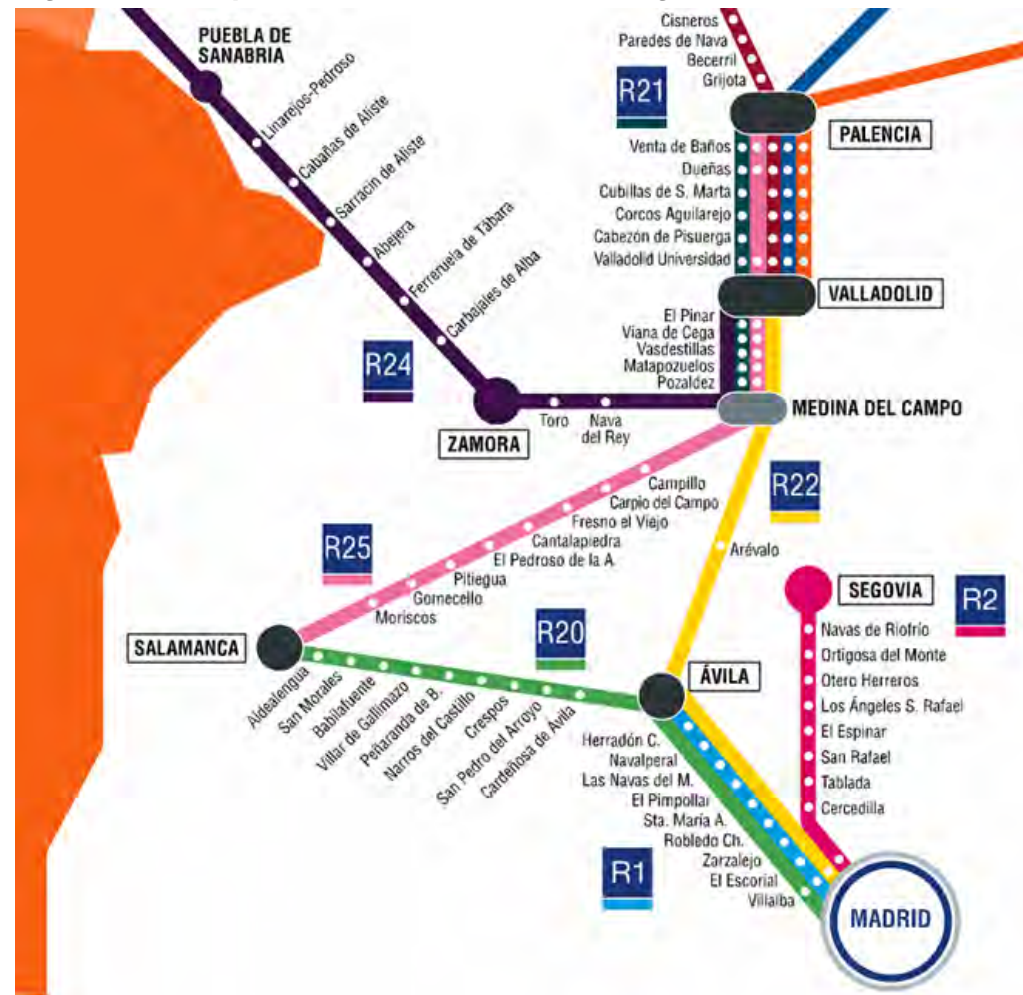 Cisneros
Paredes de Nava
Becerril
Grijota
PUEBLA DE
SANABRIA
R21
PALENCIA
Linarejos-Pedroso
Cabañas de Aliste
Sarracin de Aliste
Abejera
Ferreruela de Tábara
Carbajales de Alba
Venta de Baños
Dueñas
Cubillas de S. Marta
Corcos Aguilarejo
Cabezón de Pisuerga
Valladolid Universidad
VALLADOLID
El Pinar
Viana de Cega
Vasdestillas
Matapozuelos
Pozaldez
R24
ZAMORA
Toro
Nava
del Rey
MEDINA DEL CAMPO
R22
Campillo
Carpio del Campo
Fresno el Viejo
Cantalapiedra
El Pedroso de la A.
Pitiegua
Gomecello
Moriscos
R25
Arévalo
SEGOVIA
R2
Navas de Riofrío
Ortigosa del Monte
Otero Herreros
Los Ángeles S. Rafael
El Espinar
San Rafael
Tablada
Cercedilla
R20
SALAMANCA
ÁVILA
Aldealengua
San Morales
Babilafuente
Villar de Gallimazo
Peñaranda de B.
Narros del Castillo
Crespos
San Pedro del Arroyo
Cardeñosa de Ávila
Herradón C.
Navalperal
Las Navas del M.
El Pimpollar
Sta. María A.
Robledo Ch.
Zarzalejo
El Escorial
Villalba
R1
MADRID